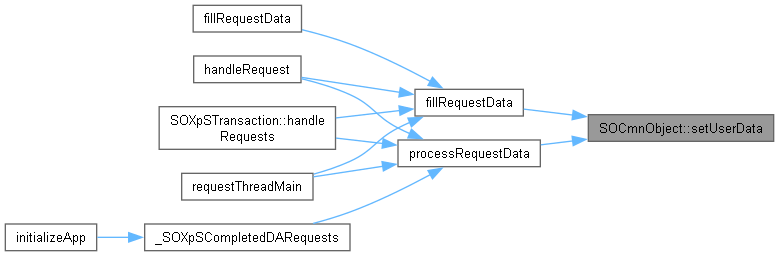 fillRequestData
handleRequest
SOXpSTransaction::handle
Requests
requestThreadMain
initializeApp
_SOXpSCompletedDARequests
fillRequestData
processRequestData
SOCmnObject::setUserData